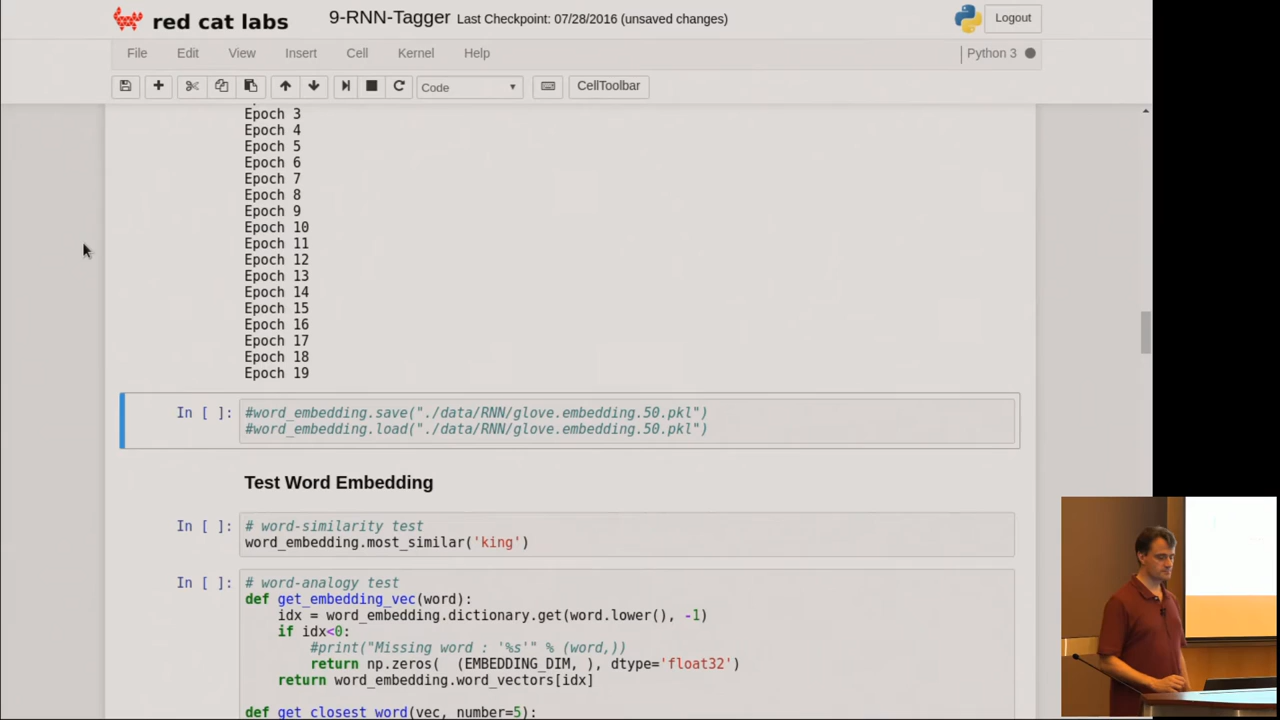 red cat labs
9-RNN-Tagger Last Checkpoint: 07/28/2016 (unsaved changes)
Logout
File Edit View Insert Cell Kernel Help
Python 3
Code
CellToolbar
Epoch 3
Epoch 4
Epoch 5
Epoch 6
Epoch 7
Epoch 8
Epoch 9
Epoch 10
Epoch 11
Epoch 12
Epoch 13
Epoch 14
Epoch 15
Epoch 16
Epoch 17
Epoch 18
Epoch 19
In [ ]: #word_embedding.save("./data/RNN/glove.embedding.50.pkl")
#word_embedding.load("./data/RNN/glove.embedding.50.pkl")
Test Word Embedding
In [ ]: # word-similarity test
word_embedding.most_similar('king')
In [ ]: # word-analogy test
def get_embedding_vec(word):
idx = word_embedding.dictionary.get(word.lower(), -1)
if idx<0:
#print("Missing word : '%s'" % (word,))
return np.zeros(  (EMBEDDING_DIM, ), dtype='float32')
return word_embedding.word_vectors[idx]
def get_closest_word(vec, number=5):